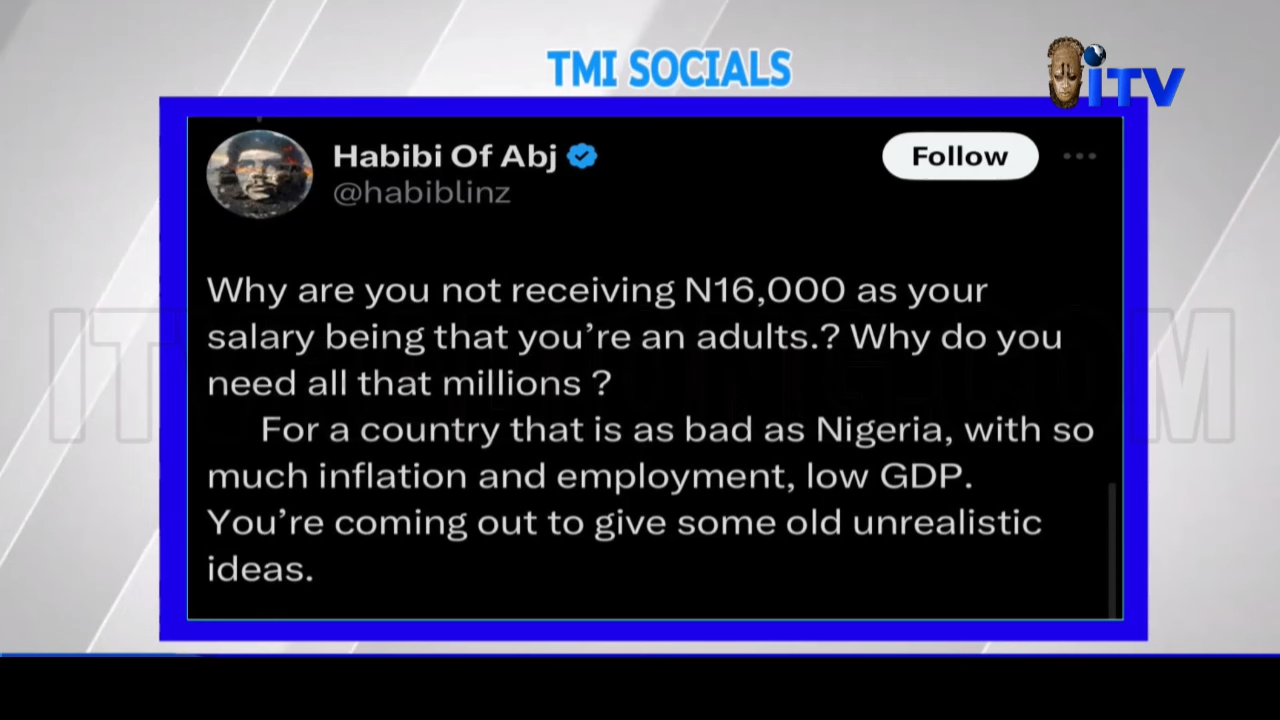 TMI SOCIALS
iTV
Habibi Of Abj
Follow
@habiblinz
Why are you not receiving N16,000 as your
salary being that you're an adults.? Why do you
need all that millions ?
For a country that is as bad as Nigeria, with so
much inflation and employment, low GDP.
You're coming out to give some old unrealistic
ideas.